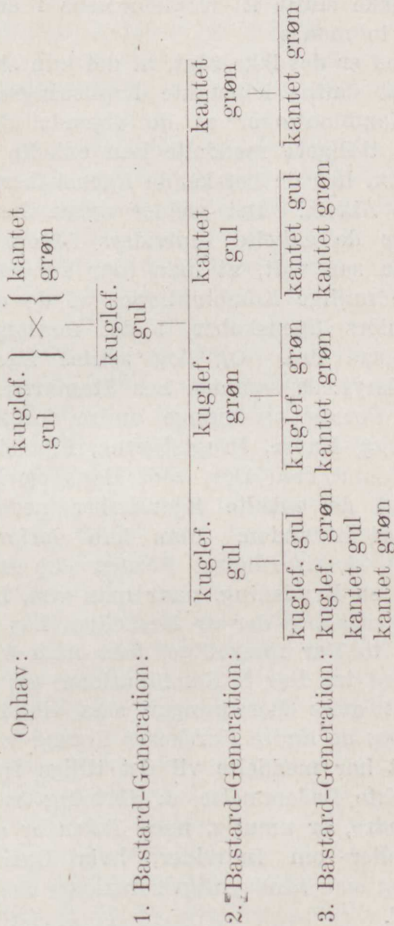 Ophav: kuglef. } × { kantet
gul grøn
1. Bastard-Generation: kuglef.
gul
2. Bastard-Generation: kuglef. kuglef. kantet kantet
gul grøn gul grøn
3. Bastard-Generation: kuglef. gul kuglef. grøn kantet gul kantet grøn
kuglef. grøn kantet grøn kantet grøn
kantet gul
kantet grøn